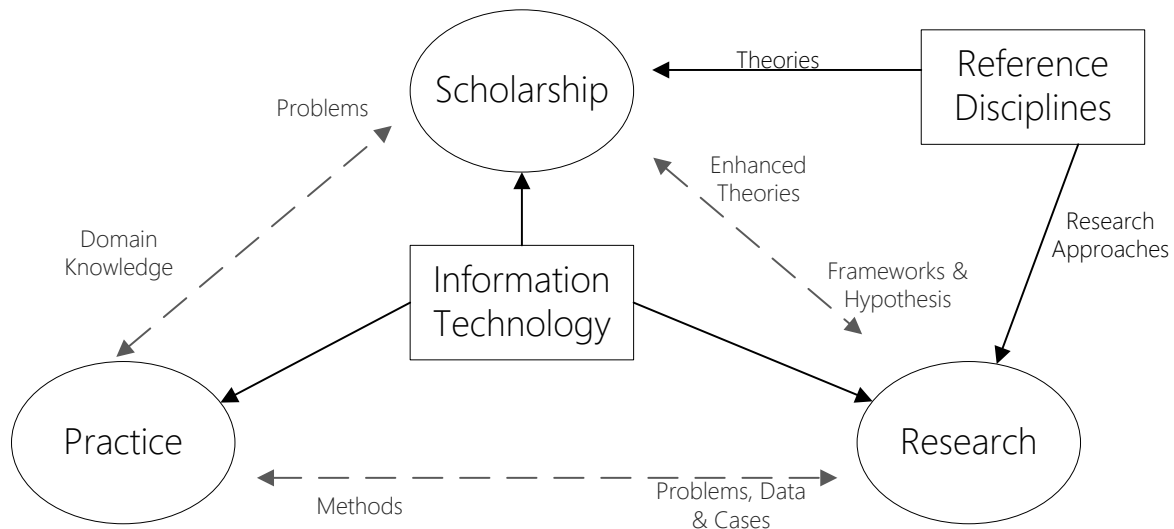 Theories
Reference
Disciplines
Scholarship
Problems
Enhanced
Theories
Research
Approaches
Domain
Knowledge
Information
Technology
Frameworks &
Hypothesis
Practice
Research
Methods
Problems, Data
& Cases